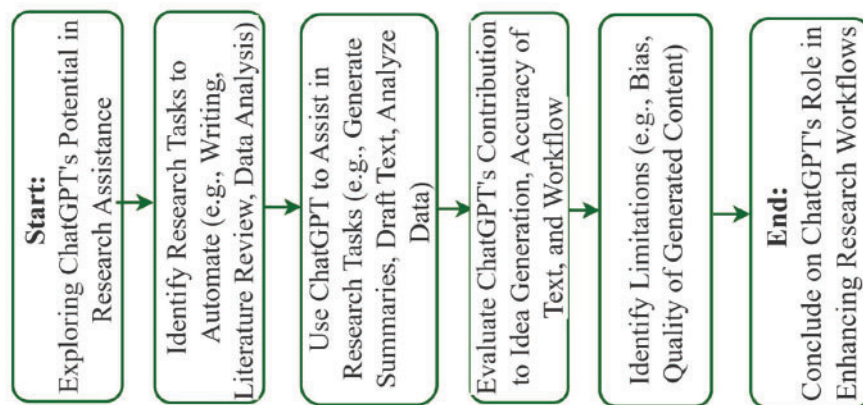 Start:
Exploring ChatGPT's Potential in
Research Assistance
Identify Research Tasks to
Automate (e.g., Writing,
Literature Review, Data Analysis)
Use ChatGPT to Assist in
Research Tasks (e.g., Generate
Summaries, Draft Text, Analyze
Data)
Evaluate ChatGPT's Contribution
to Idea Generation, Accuracy of
Text, and Workflow
Identify Limitations (e.g., Bias,
Quality of Generated Content)
End:
Conclude on ChatGPT's Role in
Enhancing Research Workflows